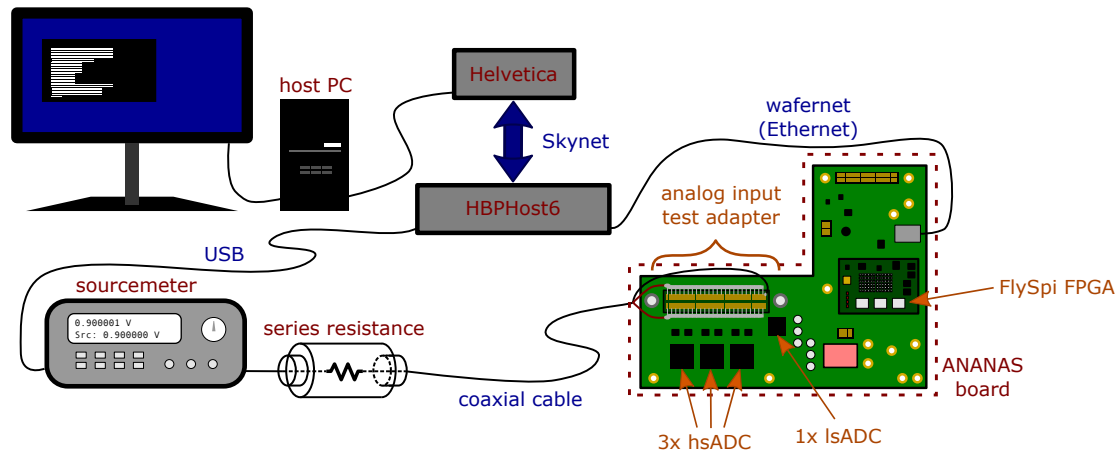 host PC
Helvetica
Skynet
HBPHost6
wafernet
(Ethernet)
analog input
test adapter
USB
sourcemeter
0.900001 V
Src: 0.900000 V
series resistance
coaxial cable
FlySpi FPGA
ANANAS
board
3x hsADC
1x lsADC